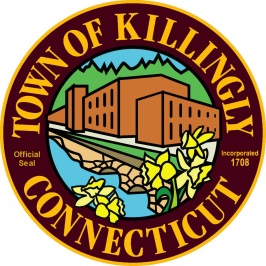 TOWN OF KILLINGLY
Official
Seal
Incorporated
1708
CONNECTICUT